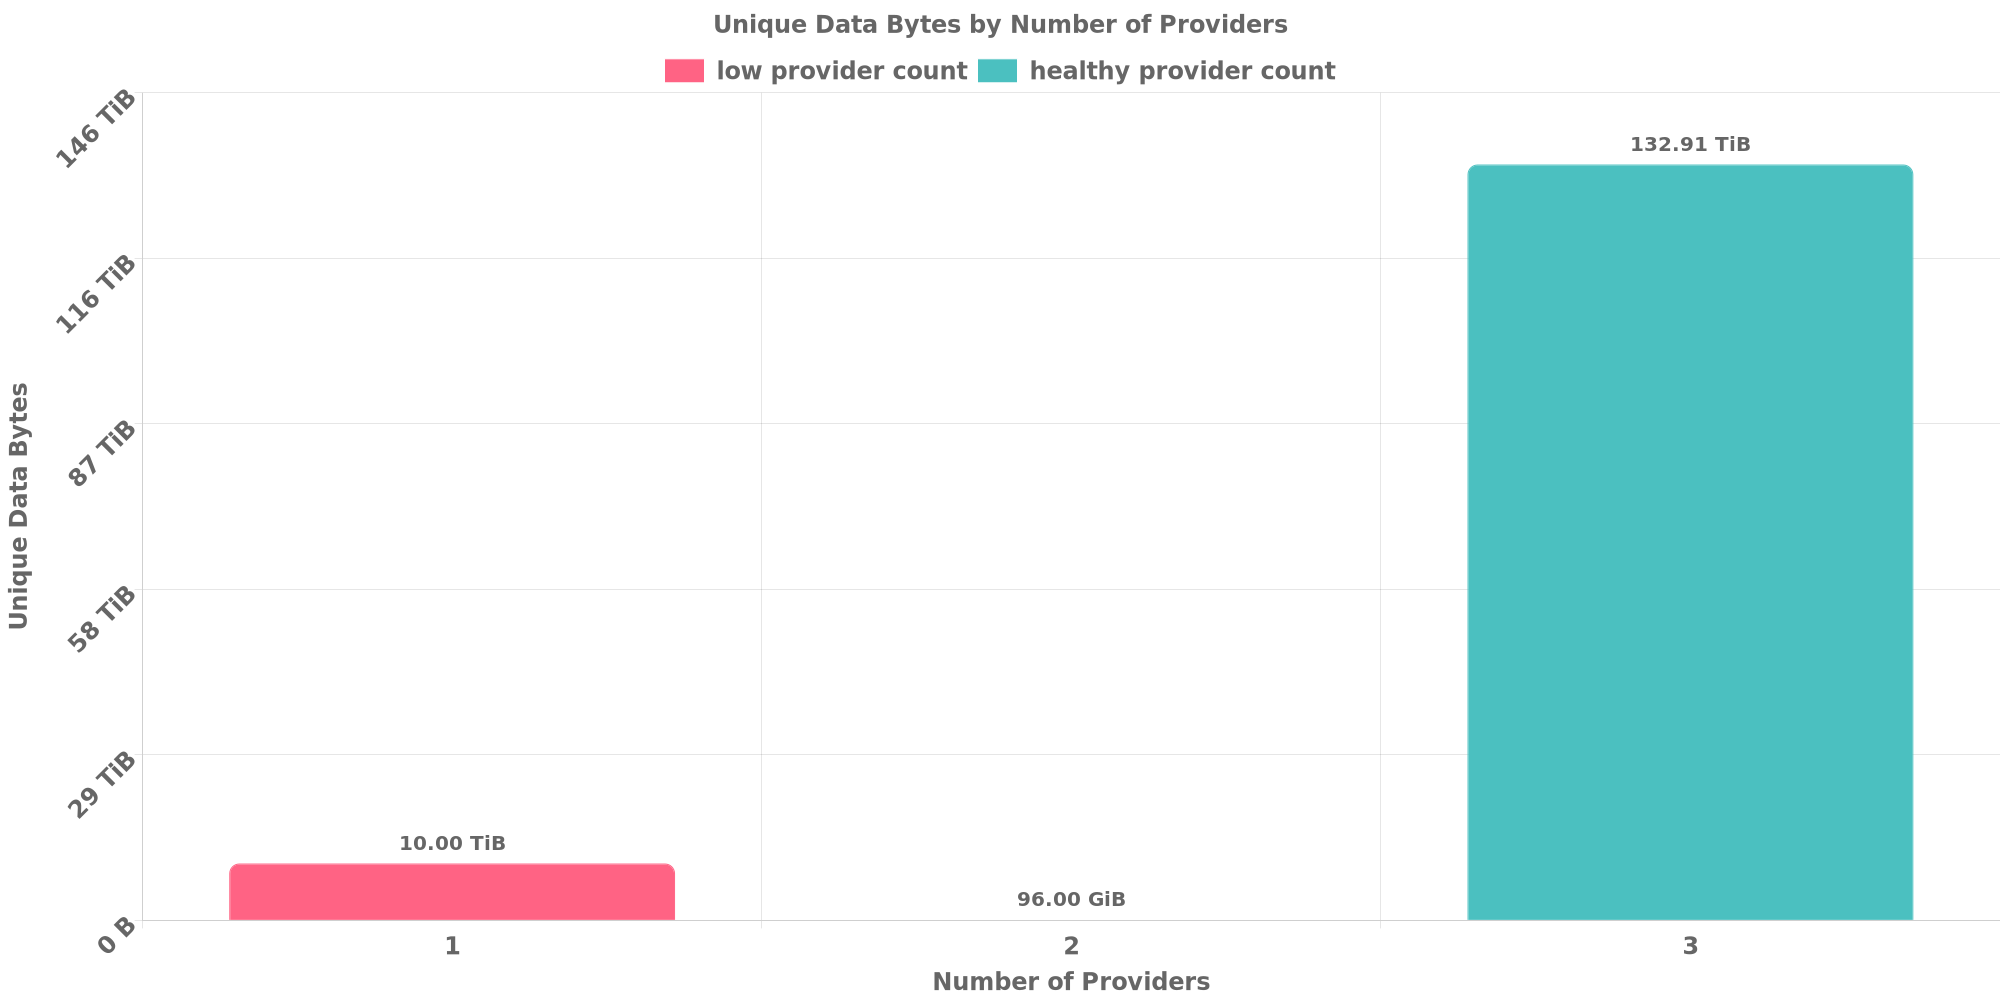 Unique Data Bytes by Number of Providers
low provider count healthy provider count
146 TiB
116 TiB
87 TiB
58 TiB
29 TiB
0 B
Unique Data Bytes
10.00 TiB
96.00 GiB
132.91 TiB
1 2 3
Number of Providers